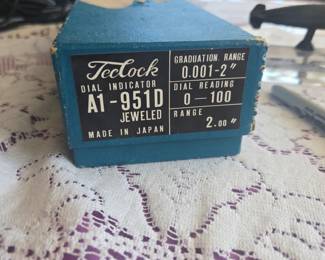 Teclock
DIAL INDICATOR
A1-951D
JEWELED
MADE IN JAPAN
GRADUATION RANGE
0.001-2"
DIAL READING
0—100
RANGE
2.00"